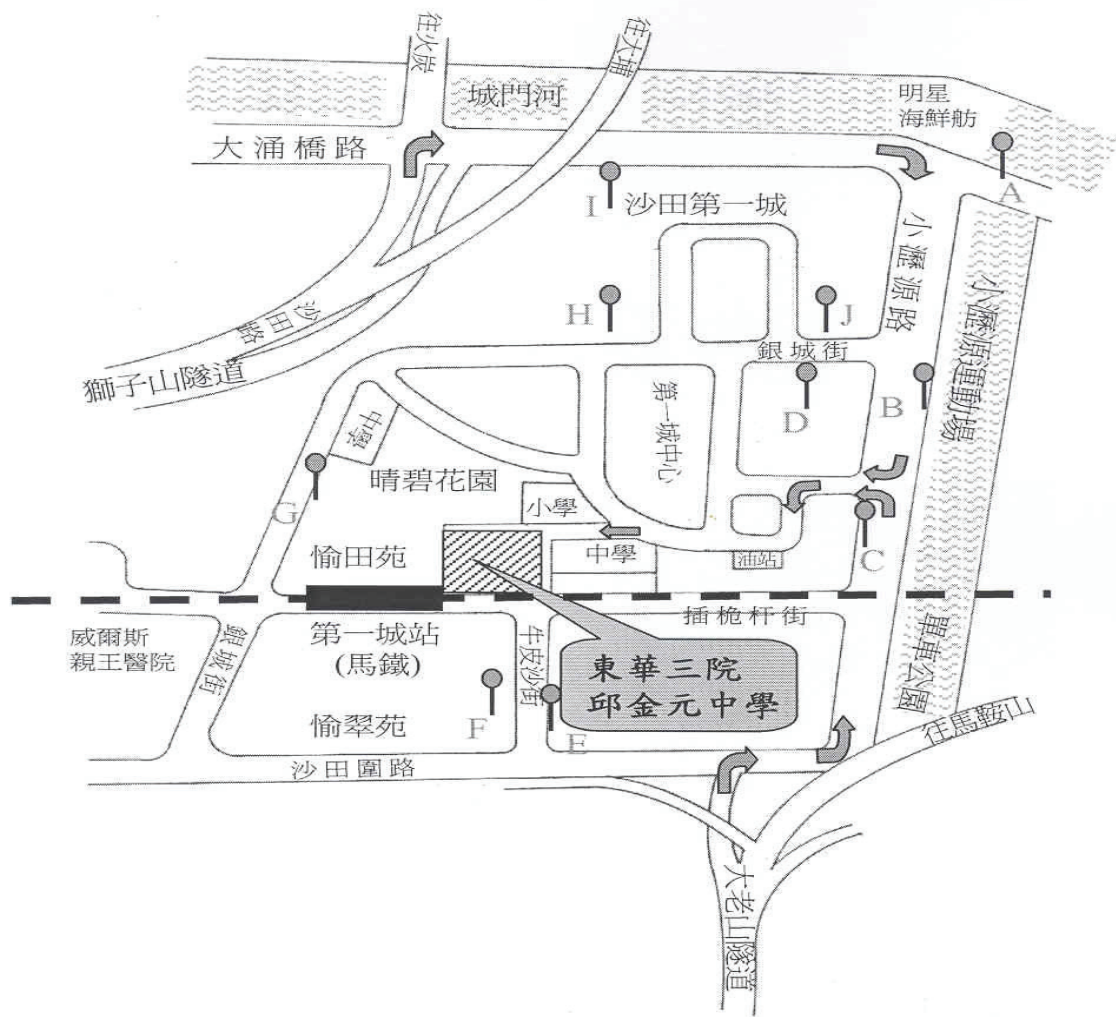 往火炭
往大埔
城門河
明星
海鮮舫
大涌橋路
A
I
沙田第一城
小瀝源路
小瀝源運動場
H
J
沙田路
銀城街
獅子山隧道
B
D
第一城中心
中學
晴碧花園
G
小學
C
中學
油站
愉田苑
插桅杆街
威爾斯
親王醫院
銀城街
第一城站
(馬鐵)
牛皮沙街
東華三院
邱金元中學
單車公園
F
E
愉翠苑
往馬鞍山
沙田圍路
大老山隧道